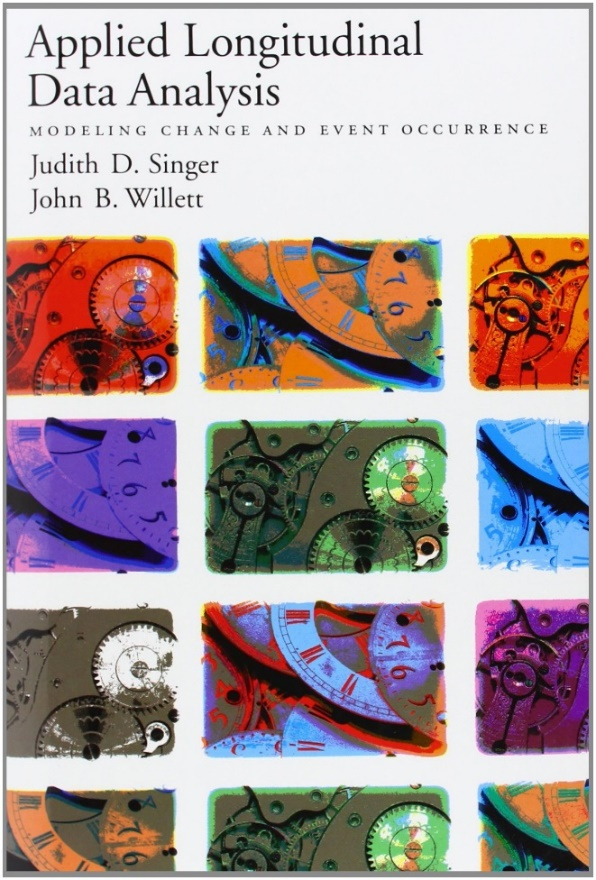 Applied Longitudinal
Data Analysis
MODELING CHANGE AND EVENT OCCURRENCE
Judith D. Singer
John B. Willett